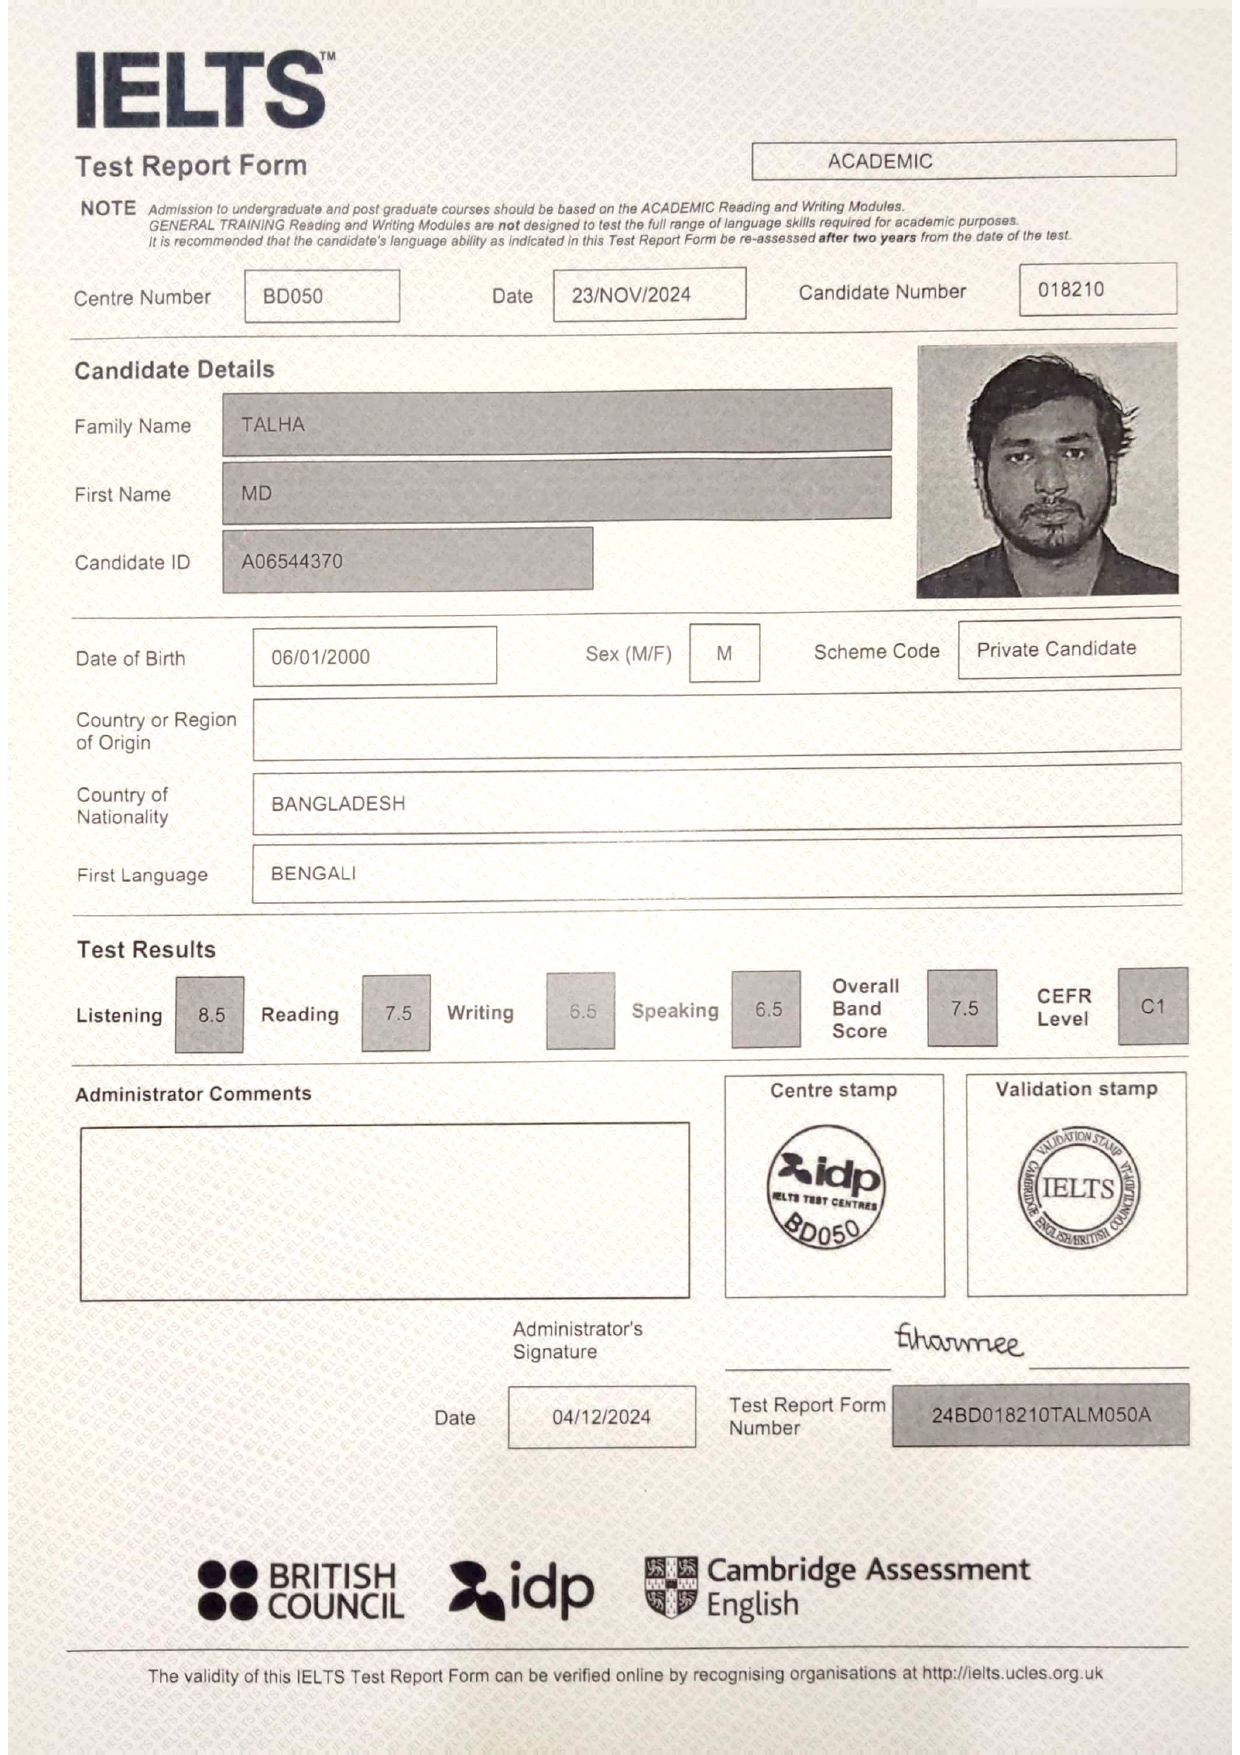 IELTS™
Test Report Form
ACADEMIC
NOTE Admission to undergraduate and post graduate courses should be based on the ACADEMIC Reading and Writing Modules.
GENERAL TRAINING Reading and Writing Modules are not designed to test the full range of language skills required for academic purposes.
It is recommended that the candidate's language ability as indicated in this Test Report Form be re-assessed after two years from the date of the test.
Centre Number BD050 Date 23/NOV/2024 Candidate Number 018210
Candidate Details
Family Name TALHA
First Name MD
Candidate ID A06544370
Date of Birth 06/01/2000 Sex (M/F) M Scheme Code Private Candidate
Country or Region
of Origin
Country of
Nationality
BANGLADESH
First Language BENGALI
Test Results
Listening 8.5 Reading 7.5 Writing 6.5 Speaking 6.5
Overall
Band
Score
7.5
CEFR
Level
C1
Administrator Comments
Centre stamp
idp
IELTS TEST CENTRES
BD050
Validation stamp
VALIDATION STAMP
IELTS
CAMBRIDGE ENGLISH/BRITISH COUNCIL/IDP:IA
Administrator's
Signature
Date 04/12/2024
Test Report Form
Number
24BD018210TALM050A
BRITISH
COUNCIL
idp
Cambridge Assessment
English
The validity of this IELTS Test Report Form can be verified online by recognising organisations at http://ielts.ucles.org.uk